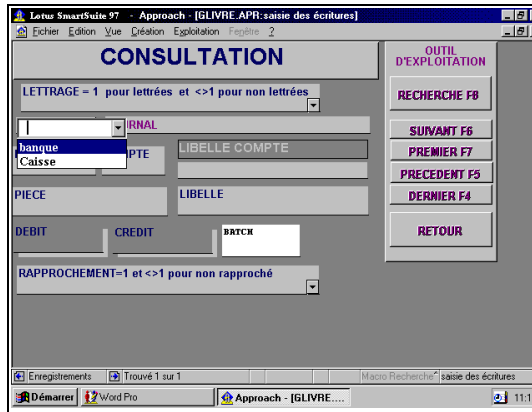 Lotus SmartSuite 97 - Approach - [GLIVRE.APR:saisie des écritures]
Fichier Edition Vue Création Exploitation Fenêtre ?
CONSULTATION
OUTIL
D'EXPLOITATION
LETTRAGE = 1 pour lettrées et <>1 pour non lettrées
RECHERCHE F8
RNAL
SUIVANT F6
banque
PTE
LIBELLE COMPTE
PREMIER F7
Caisse
PRECEDENT F5
PIECE
LIBELLE
DERNIER F4
DEBIT
CREDIT
BATCH
RETOUR
RAPPROCHEMENT=1 et <>1 pour non rapproché
Enregistrements
Trouvé 1 sur 1
Macro Recherche^
saisie des écritures
Démarrer
Word Pro
Approach - [GLIVRE....
11:1